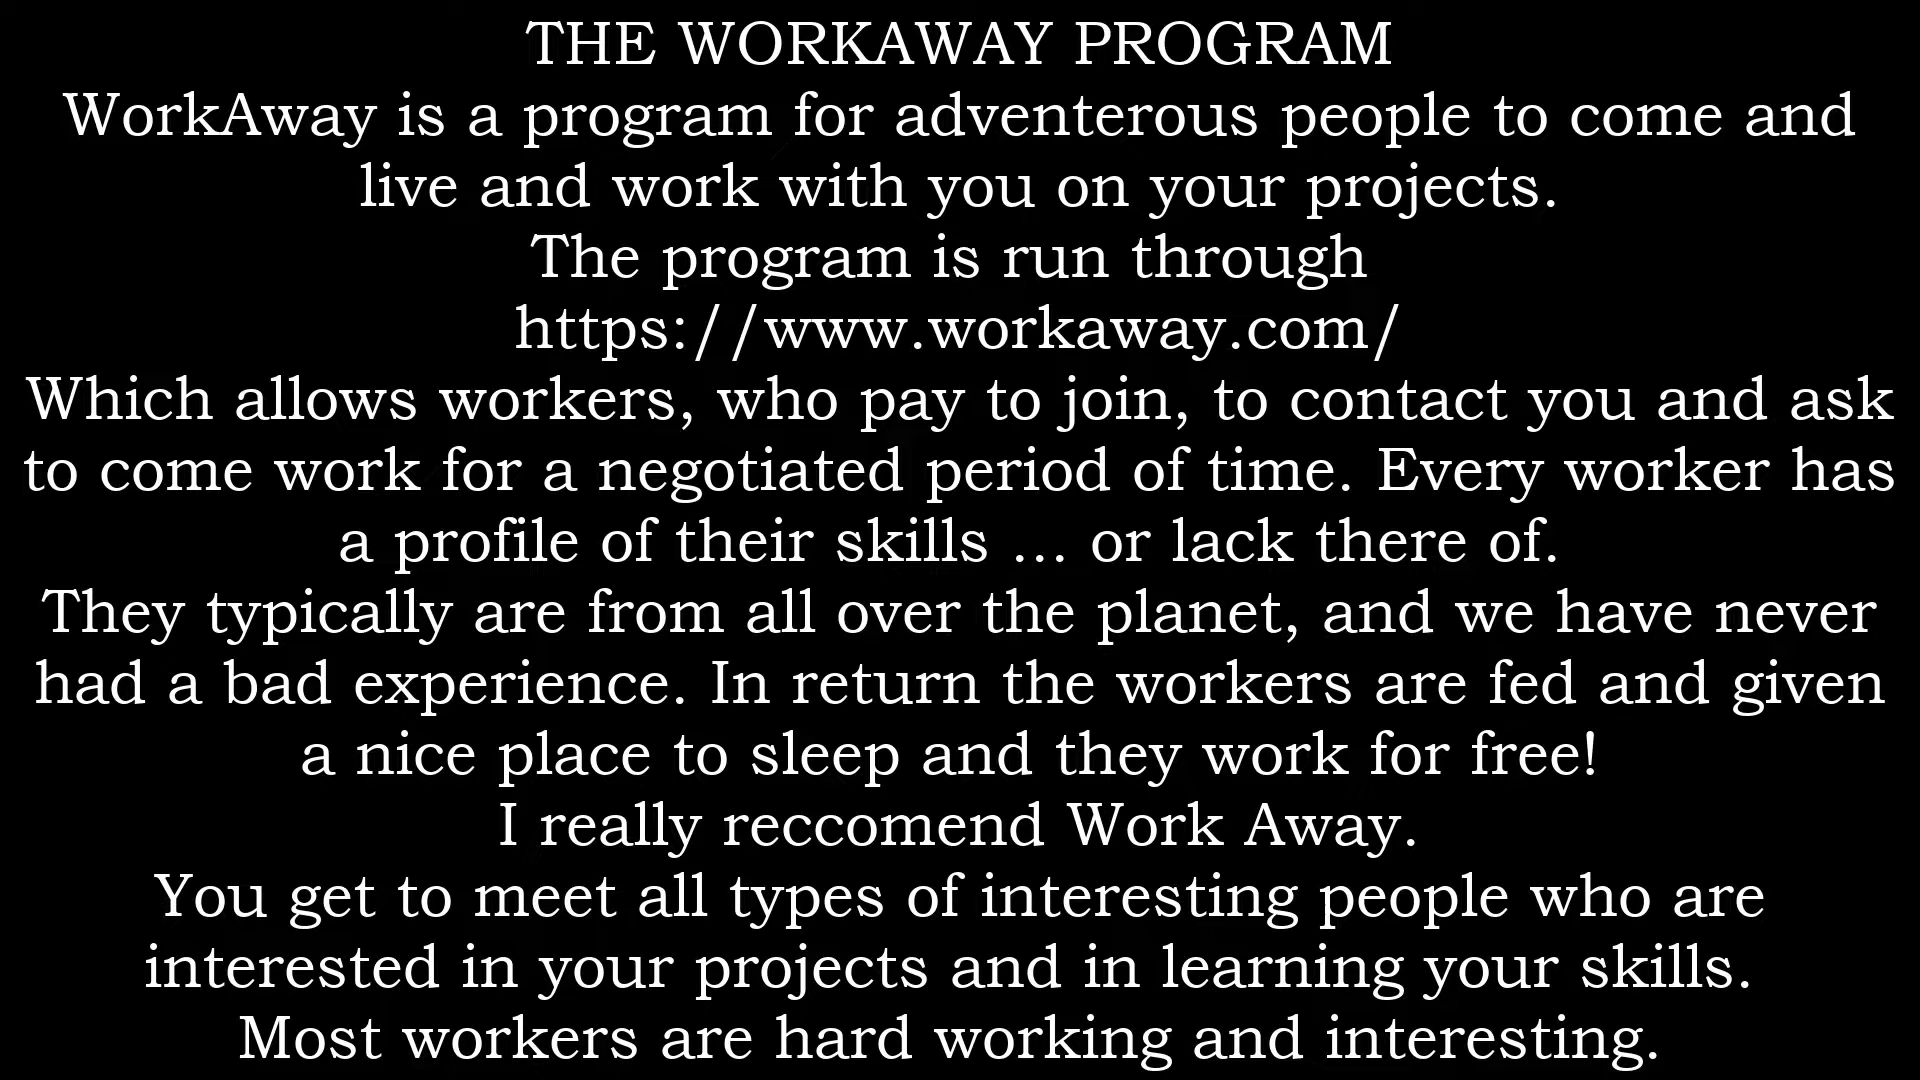 THE WORKAWAY PROGRAM
WorkAway is a program for adventerous people to come and
live and work with you on your projects.
The program is run through
https://www.workaway.com/
Which allows workers, who pay to join, to contact you and ask
to come work for a negotiated period of time. Every worker has
a profile of their skills ... or lack there of.
They typically are from all over the planet, and we have never
had a bad experience. In return the workers are fed and given
a nice place to sleep and they work for free!
I really reccomend Work Away.
You get to meet all types of interesting people who are
interested in your projects and in learning your skills.
Most workers are hard working and interesting.